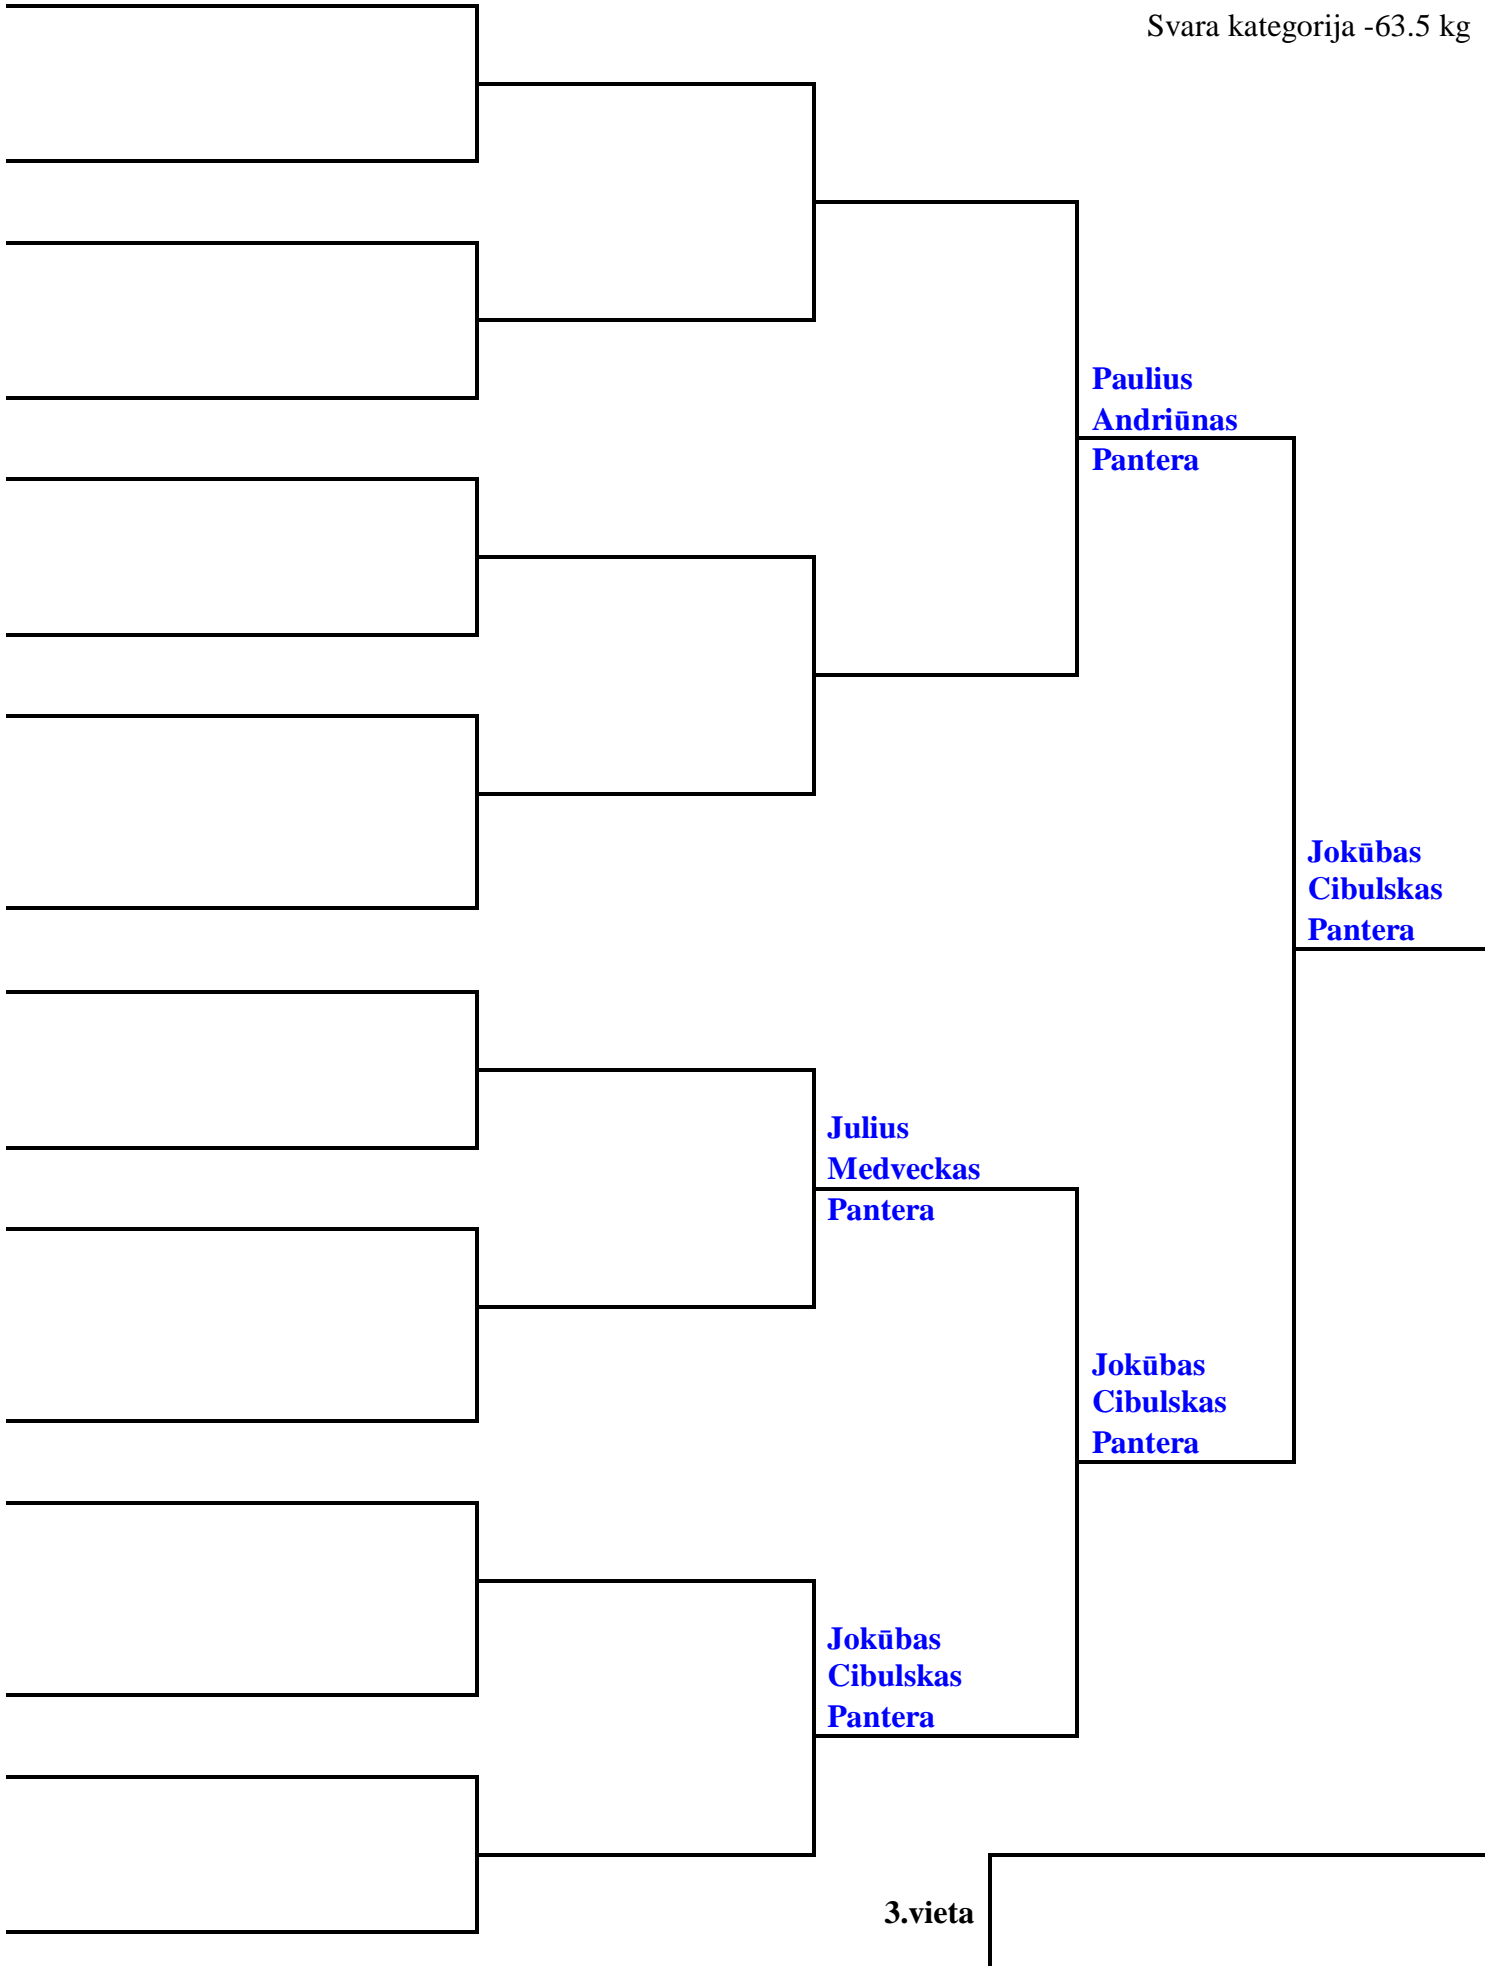 Svara kategorija -63.5 kg
Paulius
Andriūnas
Pantera
Jokūbas
Cibulskas
Pantera
Julius
Medveckas
Pantera
Jokūbas
Cibulskas
Pantera
Jokūbas
Cibulskas
Pantera
3.vieta